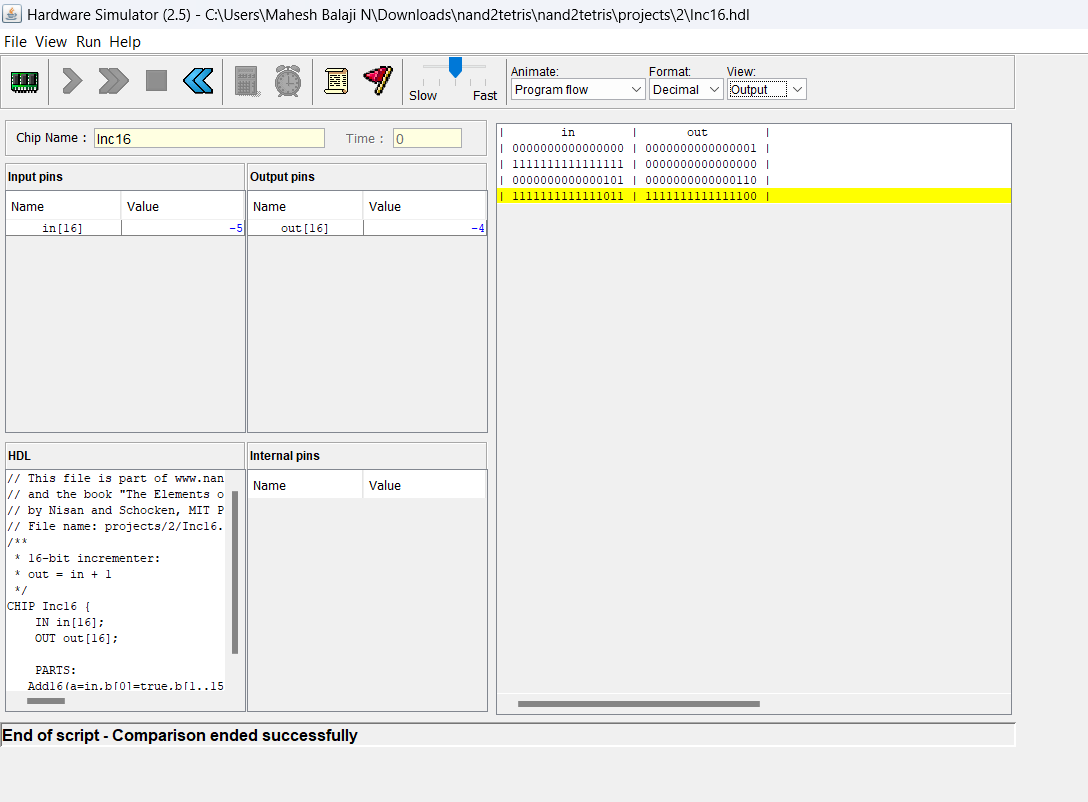 Hardware Simulator (2.5) - C:\Users\Mahesh Balaji N\Downloads\nand2tetris\nand2tetris\projects\2\Inc16.hdl
File View Run Help
Slow Fast
Animate: Format: View:
Program flow Decimal Output
Chip Name : Inc16 Time : 0
Input pins Output pins
Name Value Name Value
in[16] -5 out[16] -4
| in | out |
| 0000000000000000 | 0000000000000001 |
| 1111111111111111 | 0000000000000000 |
| 0000000000000101 | 0000000000000110 |
| 1111111111111011 | 1111111111111100 |
HDL
// This file is part of www.nan
// and the book "The Elements o
// by Nisan and Schocken, MIT P
// File name: projects/2/Inc16.
/**
* 16-bit incrementer:
* out = in + 1
*/
CHIP Inc16 {
IN in[16];
OUT out[16];
PARTS:
Add16(a=in,b[0]=true,b[1..15
Internal pins
Name Value
End of script - Comparison ended successfully